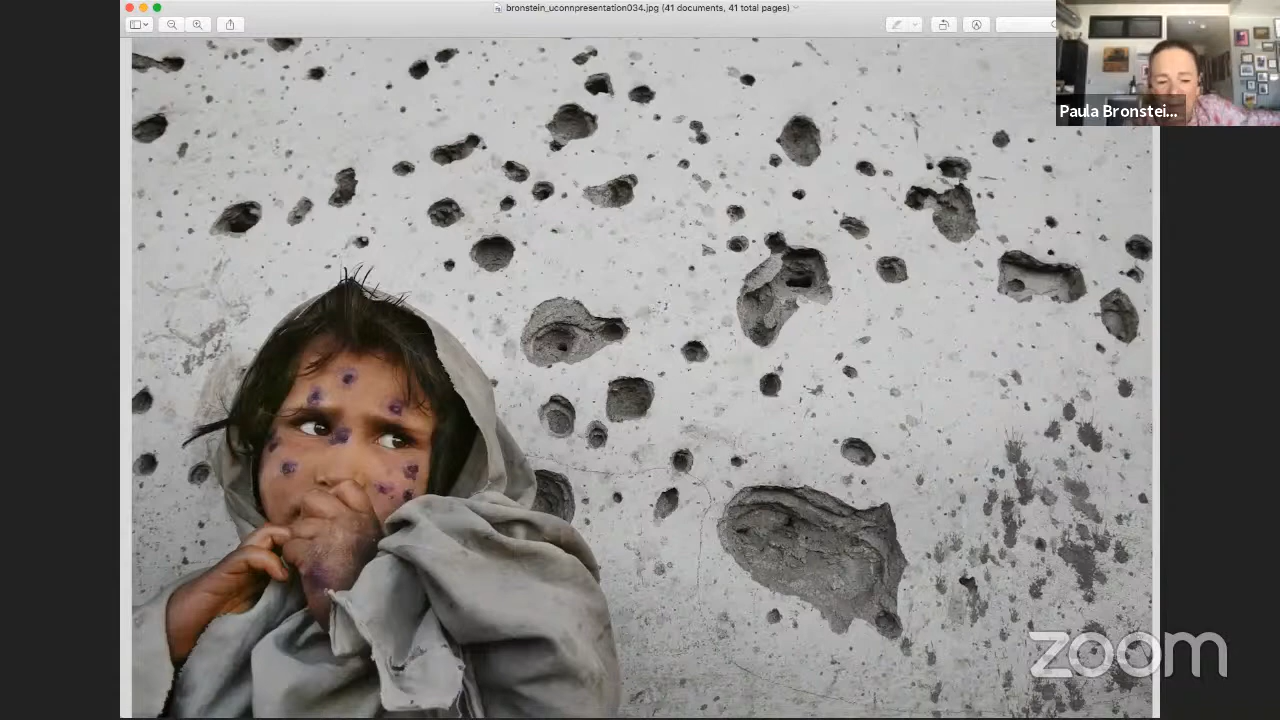 bronstein_uconnpresentation034.jpg (41 documents, 41 total pages)
Paula Bronstei...
zoom